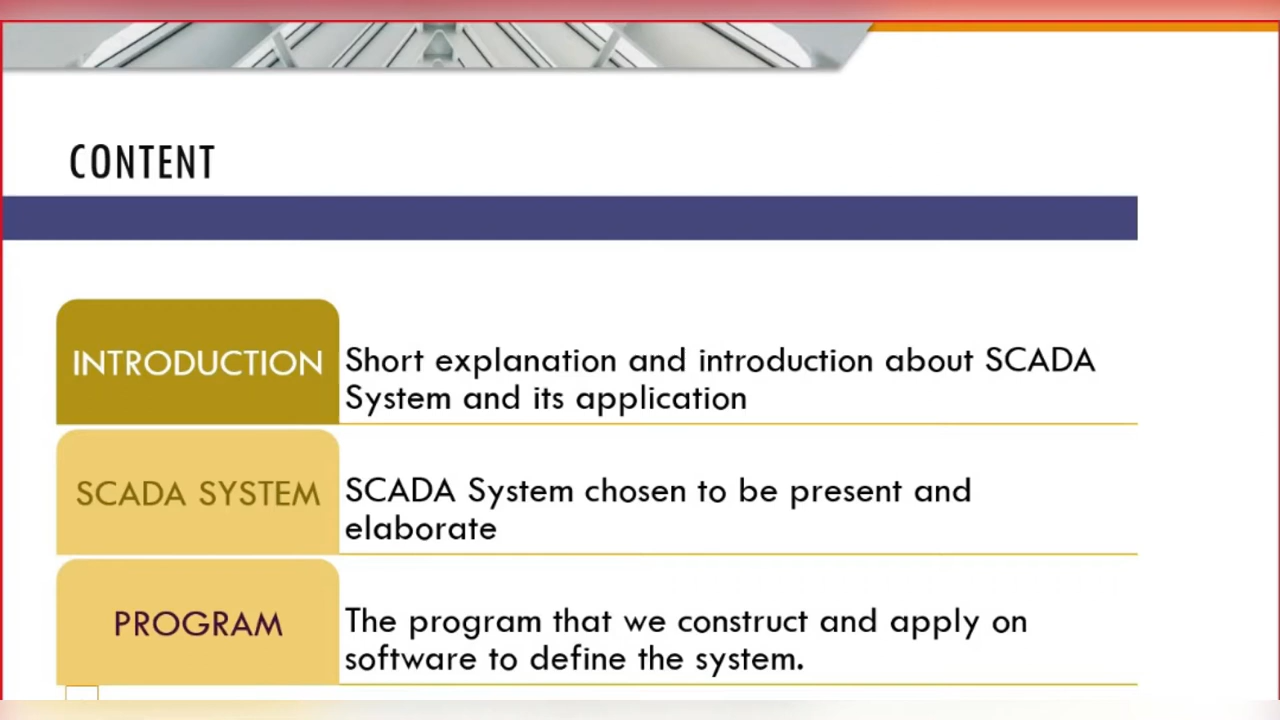 CONTENT
INTRODUCTION
Short explanation and introduction about SCADA
System and its application
SCADA SYSTEM
SCADA System chosen to be present and
elaborate
PROGRAM
The program that we construct and apply on
software to define the system.